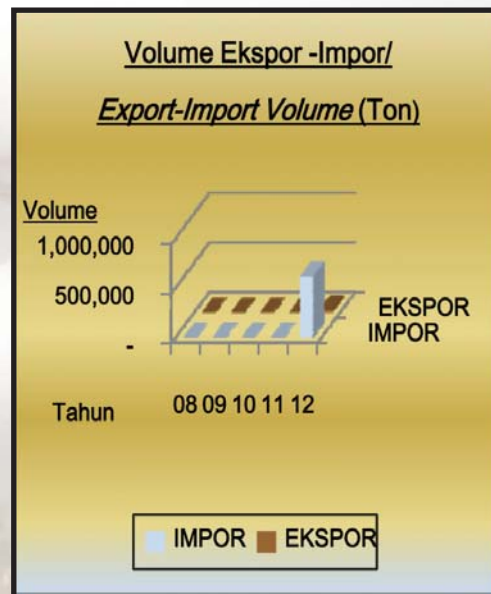 Volume Ekspor -Impor/
Export-Import Volume (Ton)
Volume
1,000,000
500,000
-
EKSPOR
IMPOR
Tahun
08 09 10 11 12
IMPOR EKSPOR